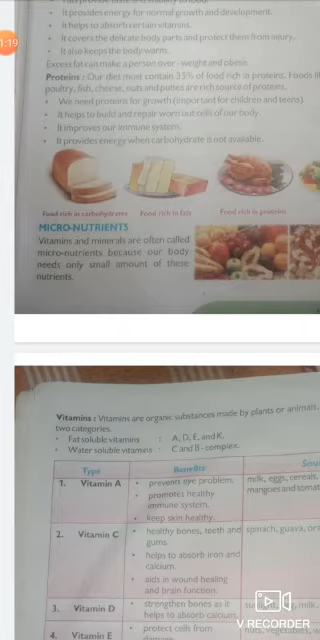 It provides energy for normal growth and development.
It helps to absorb certain vitamins.
It covers the delicate body parts and protect them from injury.
1:19
It also keeps the body warm.
Excess fat can make a person over - weight and obese.
Proteins : Our diet must contain 35% of food rich in proteins. Foods
poultry, fish, cheese, nuts and pulses are rich source of proteins.
We need proteins for growth (important for children and teens)
It helps to build and repair worn out cells of our body.
It improves our immune system.
It provides energy when carbohydrate is not available.
Food rich in carbohydrates Food rich in fats Food rich in proteins
MICRO-NUTRIENTS
Vitamins and minerals are often called
micro-nutrients because our body
needs only small amount of these
nutrients.
Vitamins : Vitamins are organic substances made by plants or animals.
two categories.
Fat soluble vitamins : A, D, E, and K.
Water soluble vitamins : C and B - complex.
Type Benefits
1. Vitamin A • prevents eye problem, milk, eggs, cereals,
• promotes healthy mangoes and
immune system.
• keep skin healthy.
2. Vitamin C • healthy bones, teeth and spinach, guava,
gums.
• helps to absorb iron and
calcium.
• aids in wound healing
and brain function.
3. Vitamin D • strengthen bones as it milk
helps to absorb calcium.
4. Vitamin E • protect cells from nuts, vegetables
V.RECORDER